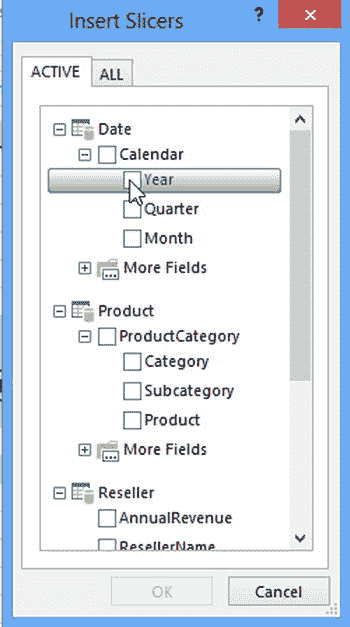 Insert Slicers
ACTIVE
ALL
Date
Calendar
Year
Quarter
Month
More Fields
Product
ProductCategory
Category
Subcategory
Product
More Fields
Reseller
AnnualRevenue
ResellerName
OK
Cancel